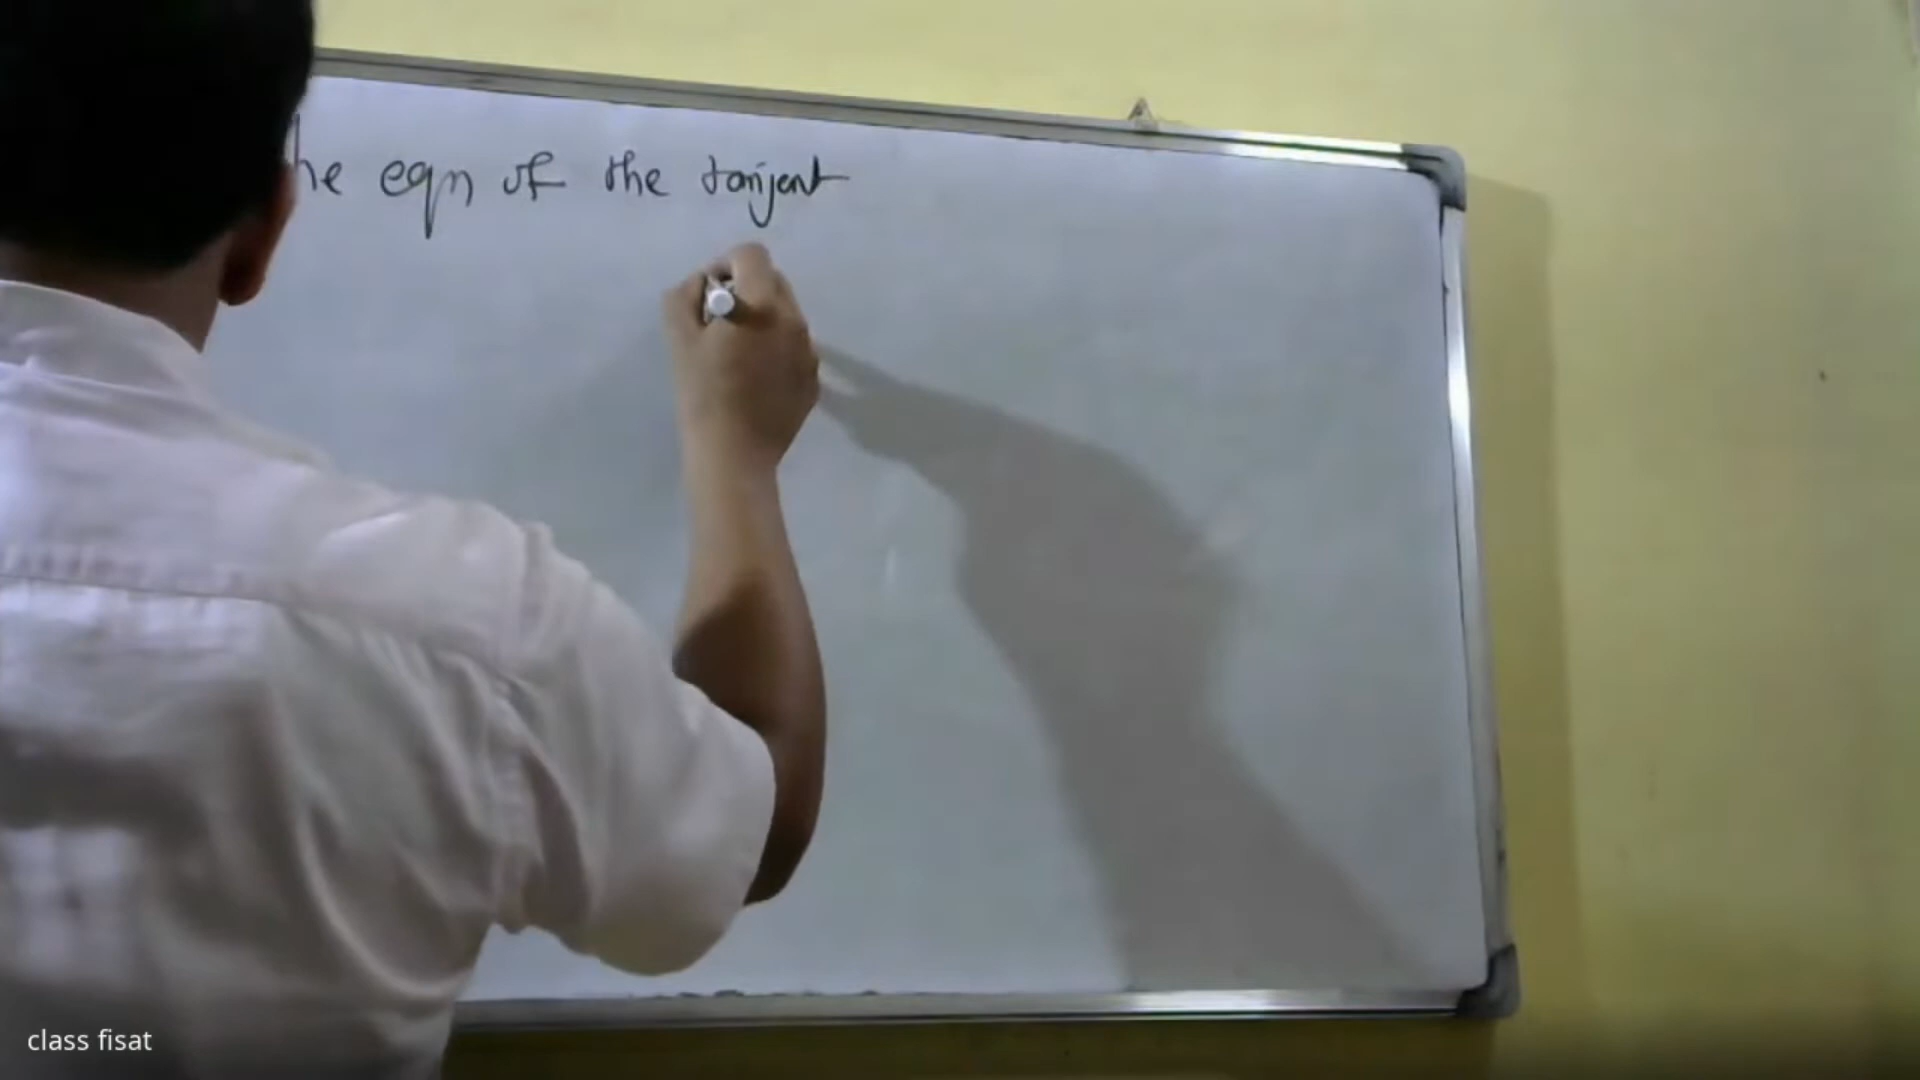 he eqn of the tanjent
class fisat